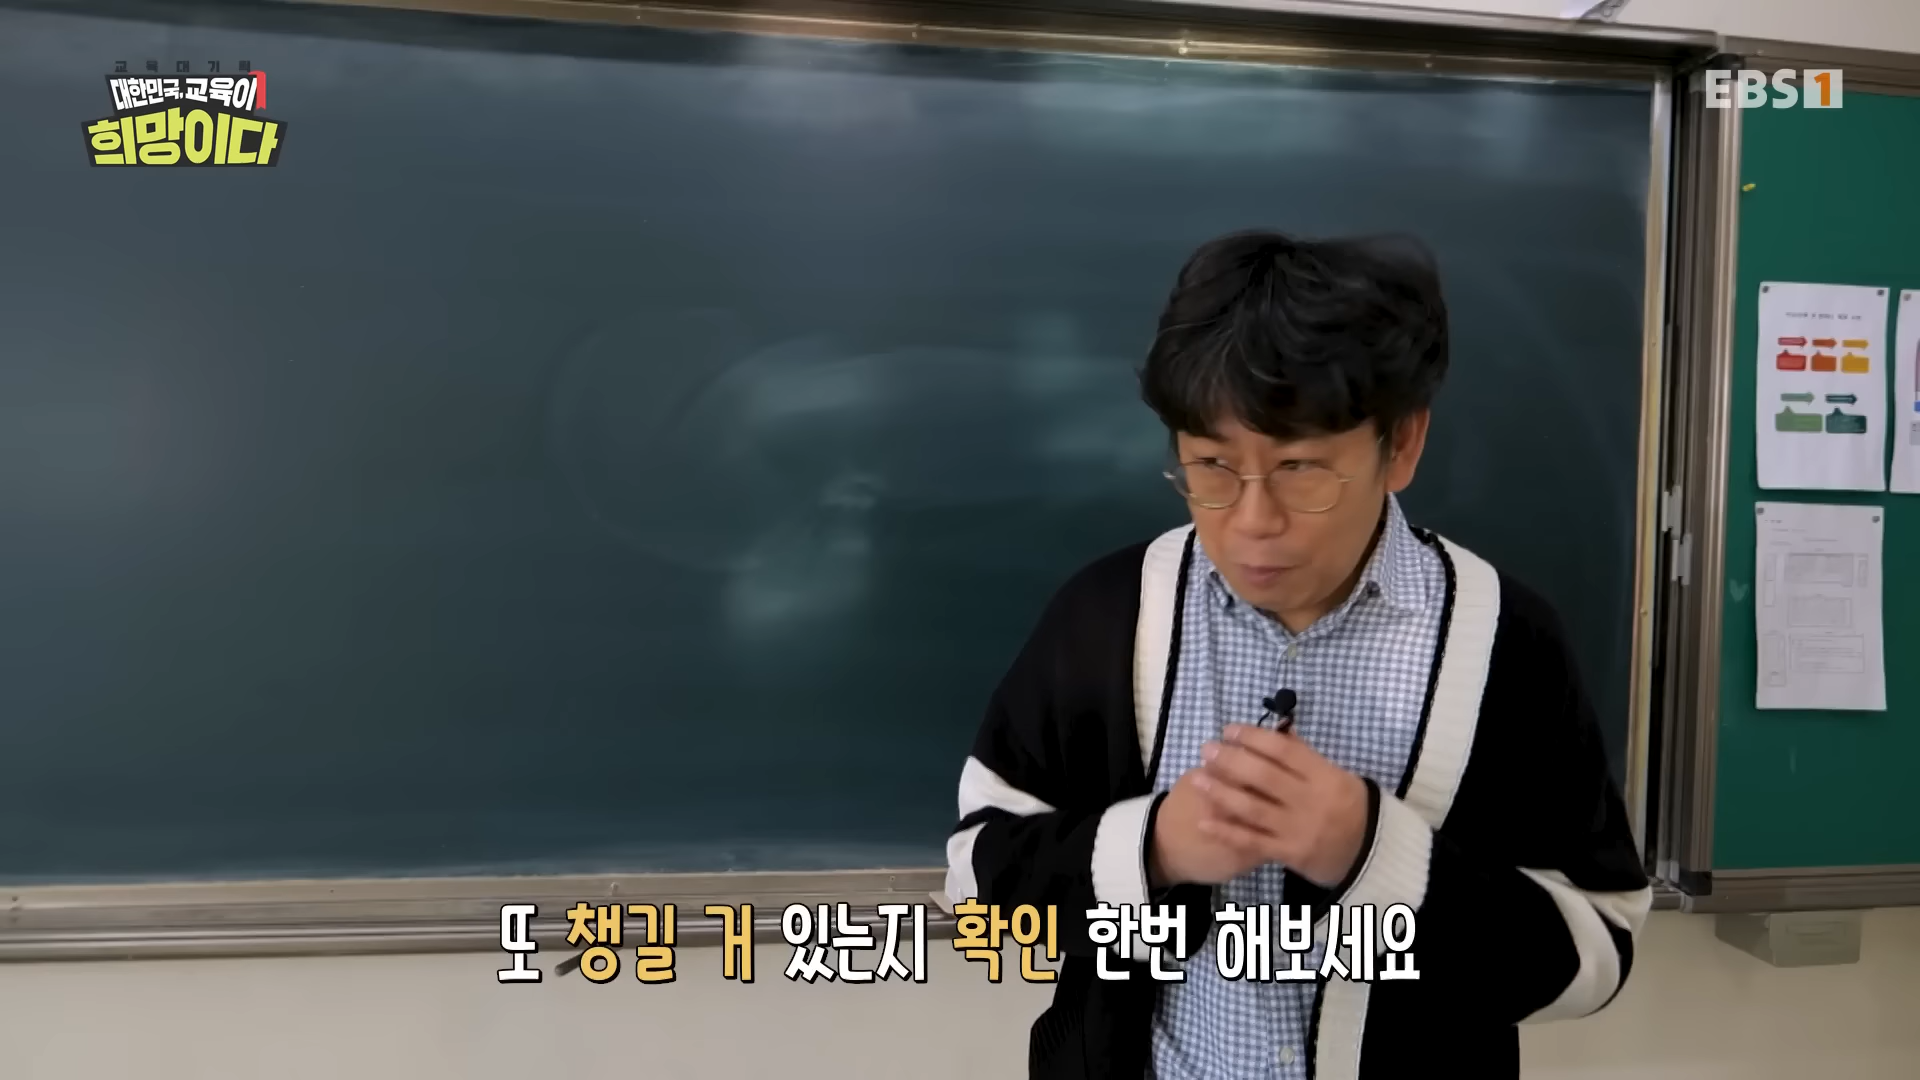 교육대기획
대한민국, 교육이
희망이다
EBS1
또 챙길 거 있는지 확인 한번 해보세요